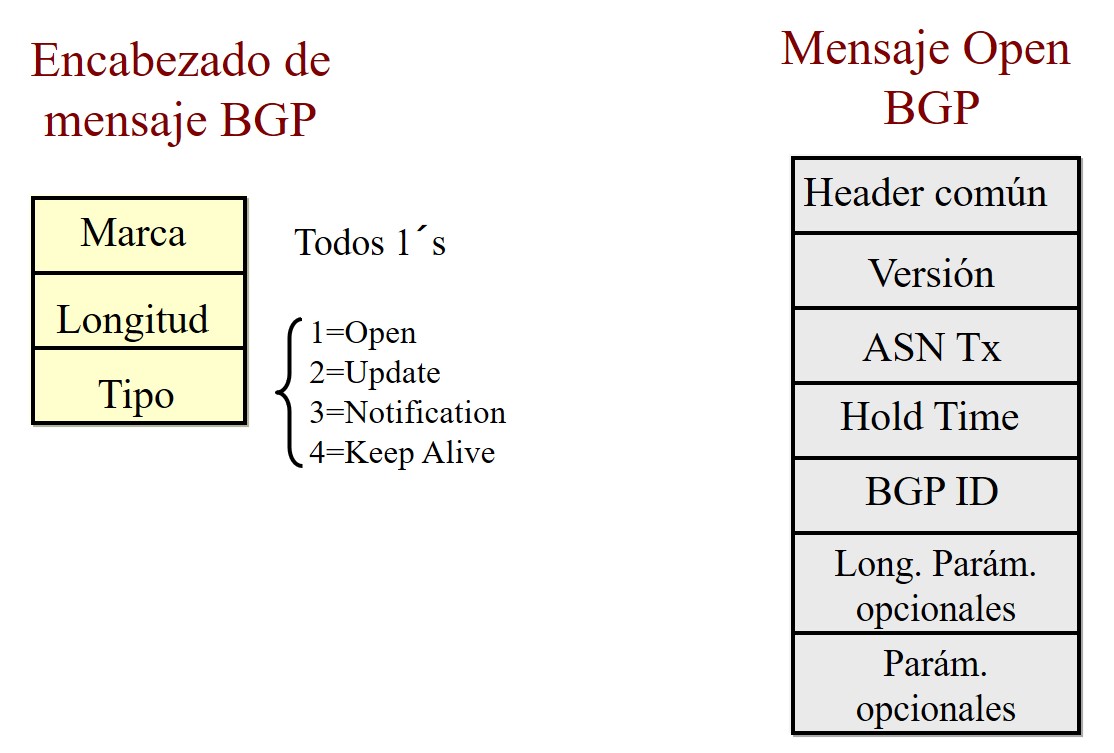 Encabezado de
mensaje BGP
Marca
Todos 1´s
Longitud
Tipo
1=Open
2=Update
3=Notification
4=Keep Alive
Mensaje Open
BGP
Header común
Versión
ASN Tx
Hold Time
BGP ID
Long. Parám.
opcionales
Parám.
opcionales